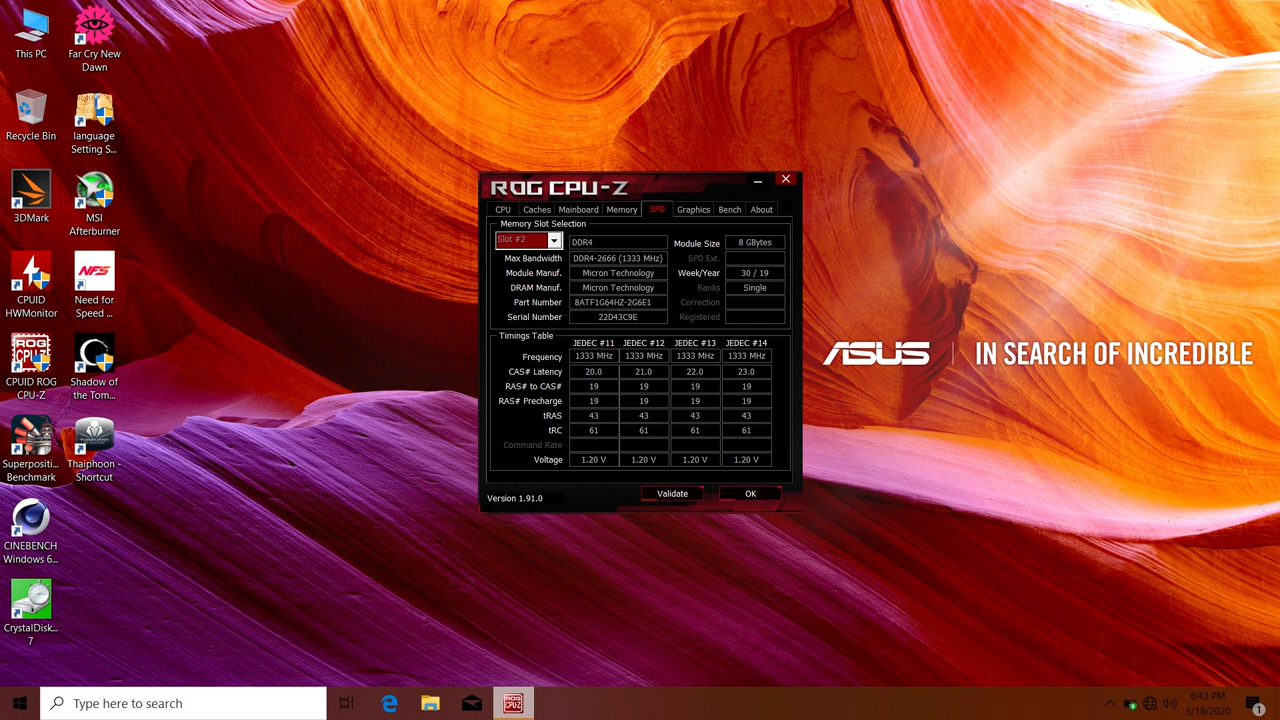 This PC
Far Cry New
Dawn
Recycle Bin
language
Setting S...
3DMark
MSI
Afterburner
CPUID
HWMonitor
NFS
Need for
Speed ...
ROG
CPU-Z
CPUID ROG
CPU-Z
Shadow of
the Tom...
Superpositi...
Benchmark
Thaiphoon -
Shortcut
CINEBENCH
Windows 6...
CrystalDisk...
7
ROG CPU-Z
CPU Caches Mainboard Memory SPD Graphics Bench About
Memory Slot Selection
Slot #2 DDR4 Module Size 8 GBytes
Max Bandwidth DDR4-2666 (1333 MHz) SPD Ext.
Module Manuf. Micron Technology Week/Year 30 / 19
DRAM Manuf. Micron Technology Ranks Single
Part Number 8ATF1G64HZ-2G6E1 Correction
Serial Number 22D43C9E Registered
Timings Table
JEDEC #11 JEDEC #12 JEDEC #13 JEDEC #14
Frequency 1333 MHz 1333 MHz 1333 MHz 1333 MHz
CAS# Latency 20.0 21.0 22.0 23.0
RAS# to CAS# 19 19 19 19
RAS# Precharge 19 19 19 19
tRAS 43 43 43 43
tRC 61 61 61 61
Command Rate
Voltage 1.20 V 1.20 V 1.20 V 1.20 V
Version 1.91.0 Validate OK
ASUS IN SEARCH OF INCREDIBLE
Type here to search
ROG
CPU-Z
6:43 PM
3/18/2020
1